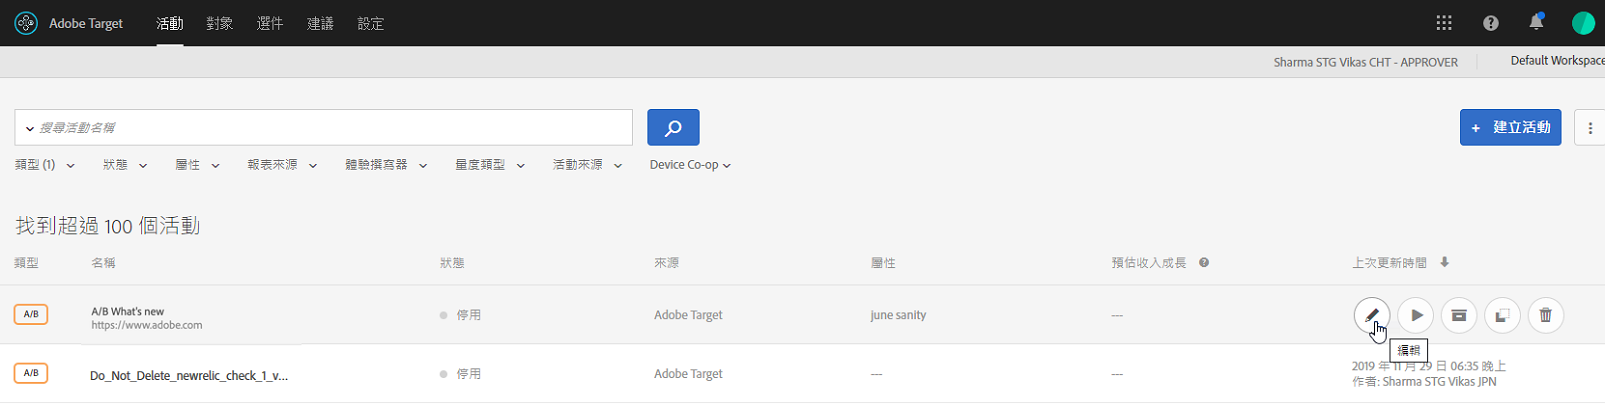 Adobe Target 活動 對象 選件 建議 設定
Sharma STG Vikas CHT - APPROVER Default Workspace
搜尋活動名稱 + 建立活動
類型 (1) 狀態 屬性 報表來源 體驗撰寫器 量度類型 活動來源 Device Co-op
找到超過 100 個活動
類型 名稱 狀態 來源 屬性 預估收入成長 上次更新時間
A/B A/B What's new 停用 Adobe Target june sanity ---
https://www.adobe.com
編輯
A/B Do_Not_Delete_newrelic_check_1_v... 停用 Adobe Target --- --- 2019 年 11 月 29 日 06:35 晚上
作者: Sharma STG Vikas JPN